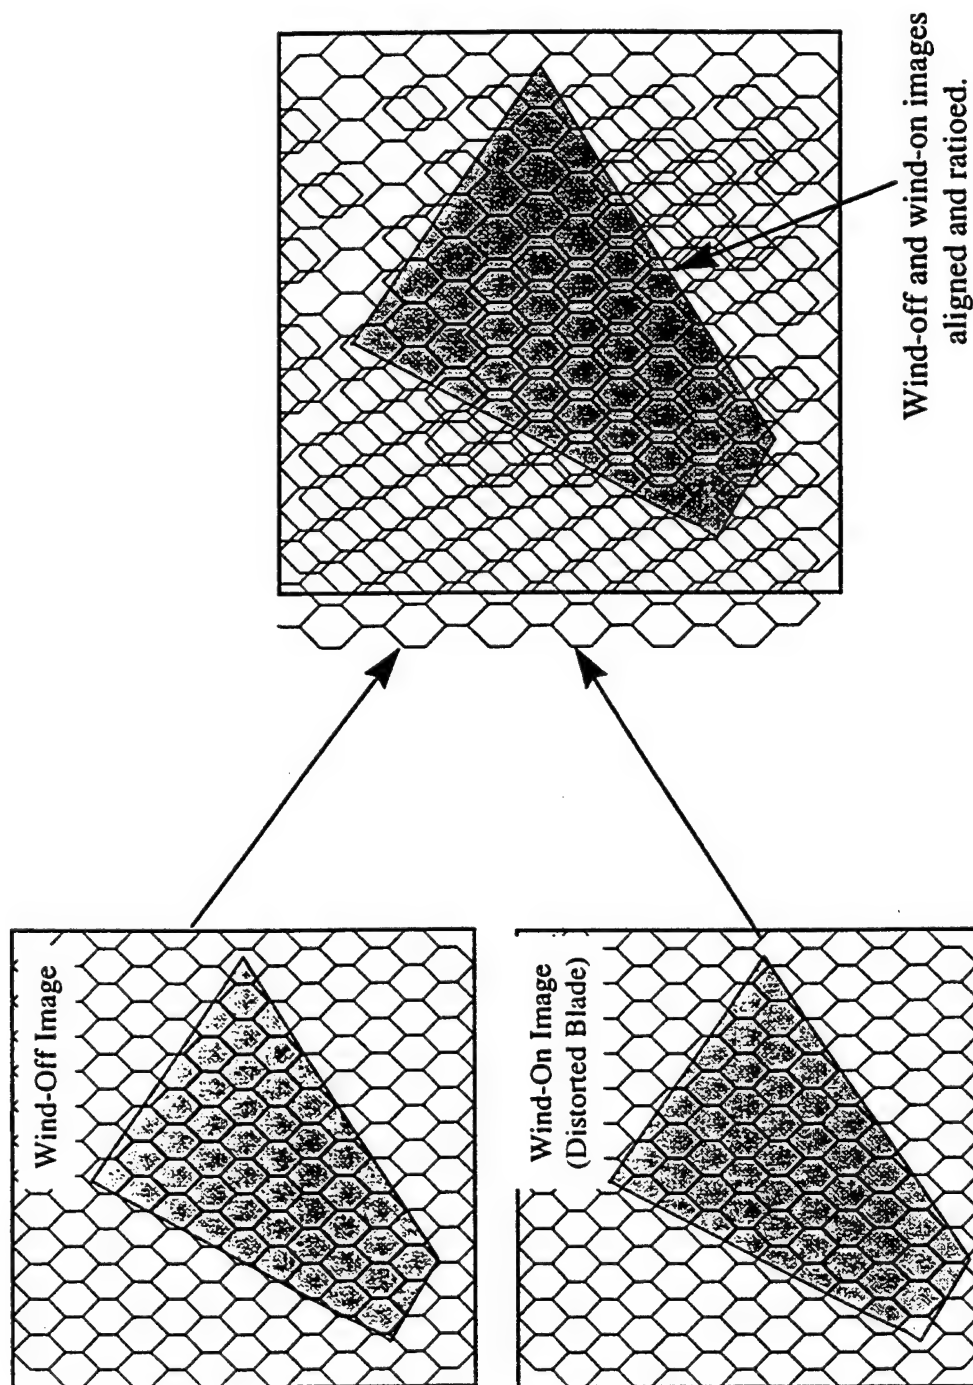 Wind-Off Image
Wind-On Image
(Distorted Blade)
Wind-off and wind-on images
aligned and ratioed.